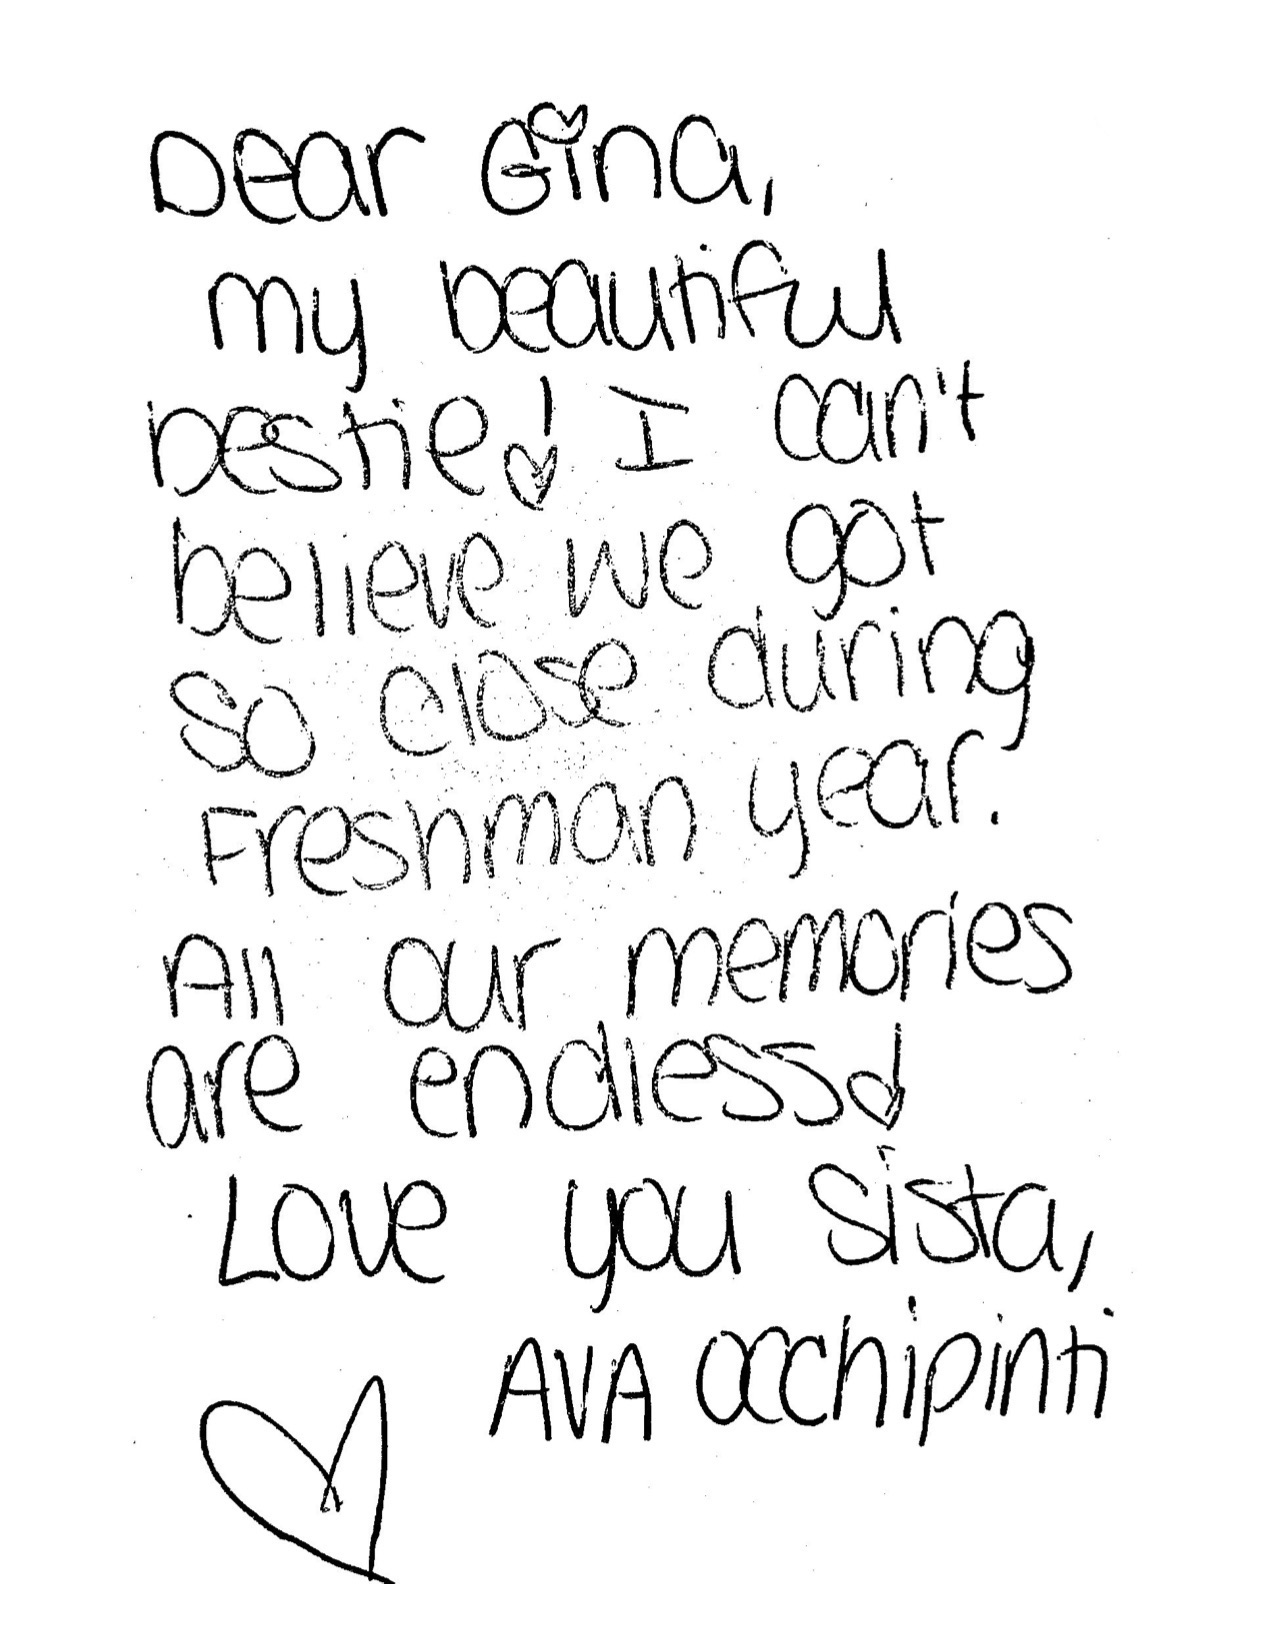 Dear Gina,
my beautiful
bestie! I can't
believe we got
so close during
Freshman year.
All our memories
are endless!
Love you sista,
AVA Occhipinti